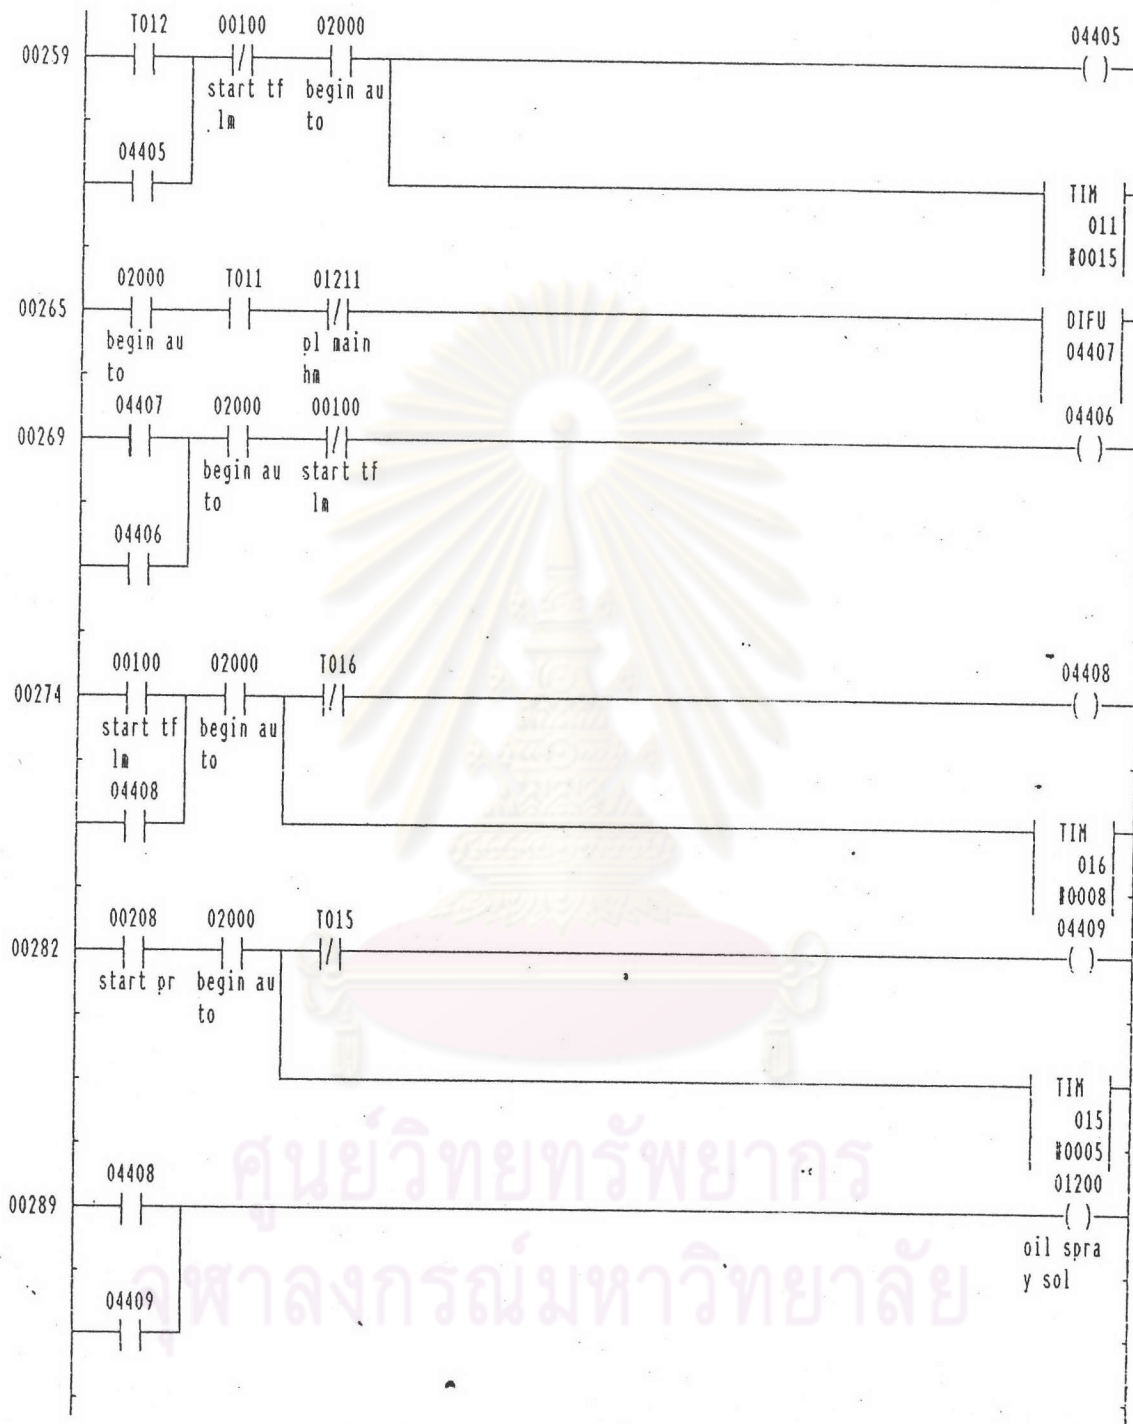 T012 00100 02000 04405
00259
start tf begin au
lm to
04405
TIM
011
#0015
02000 T011 01211
00265
begin au pl main
to hm
DIFU
04407
04407 02000 00100 04406
00269
begin au start tf
to lm
04406
00100 02000 T016 04408
00274
start tf begin au
lm to
04408
TIM
016
#0008
00208 02000 T015 04409
00282
start pr begin au
to
TIM
015
#0005
04408 01200
00289
oil spra
y sol
04409
ศูนย์วิทยทรัพยากร
จุฬาลงกรณ์มหาวิทยาลัย